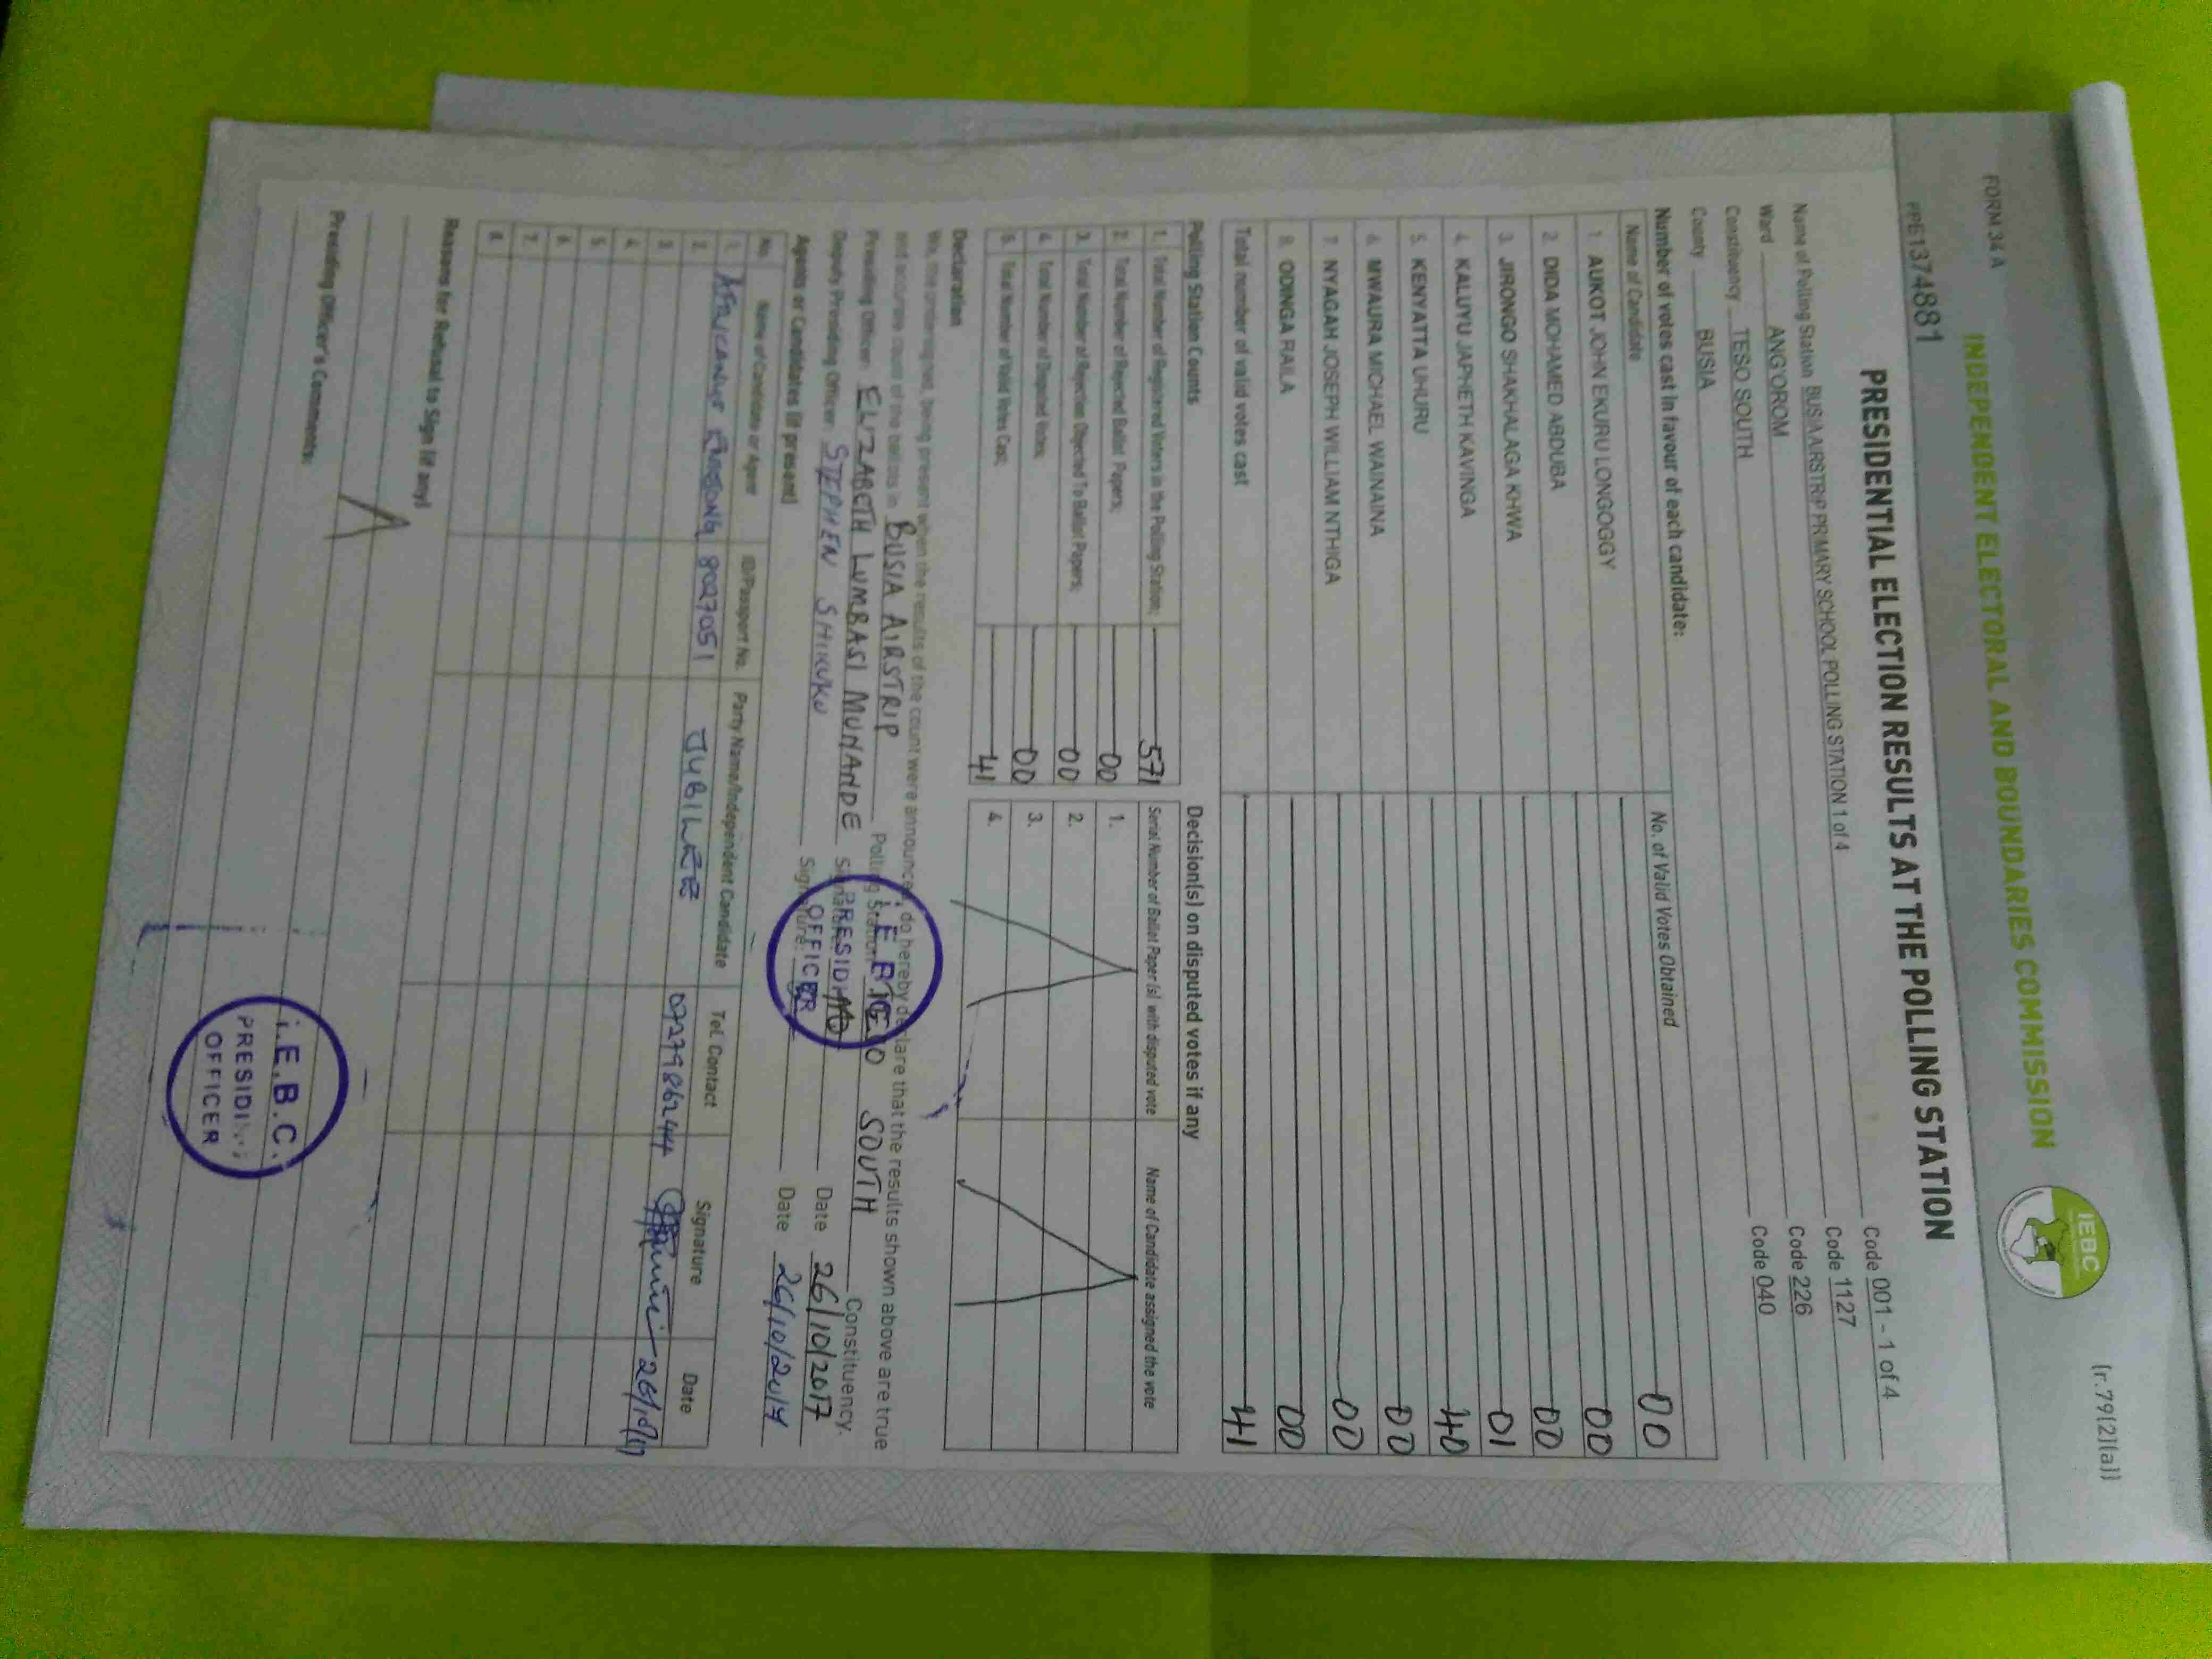 FORM 34 A
(r.79(2)(a))
INDEPENDENT ELECTORAL AND BOUNDARIES COMMISSION
IEBC
PPE1374881
PRESIDENTIAL ELECTION RESULTS AT THE POLLING STATION
Name of Polling Station BUSIA AIRSTRIP PRIMARY SCHOOL POLLING STATION 1 of 4 Code 001 - 1 of 4
Ward ANG'OROM Code 1127
Constituency TESO SOUTH Code 226
County BUSIA Code 040
Number of votes cast in favour of each candidate:
Name of Candidate No. of Valid Votes Obtained
1. AUKOT JOHN EKURU LONGOGGY 00
2. DIDA MOHAMED ABDUBA 00
3. JIRONGO SHAKHALAGA KHWA 00
4. KALUYU JAPHETH KAVINGA 01
5. KENYATTA UHURU 40
6. MWAURA MICHAEL WAINAINA 00
7. NYAGAH JOSEPH WILLIAM NTHIGA 00
8. ODINGA RAILA 00
Total number of valid votes cast 41
Polling Station Counts
1. Total Number of Registered Voters in the Polling Station; 571
2. Total Number of Rejected Ballot Papers; 00
3. Total Number of Rejection Objected To Ballot Papers; 00
4. Total Number of Disputed Votes; 00
5. Total Number of Valid Votes Cast; 41
Decision(s) on disputed votes if any
Serial Number of Ballot Paper (s) with disputed vote Name of Candidate assigned the vote
1.
2.
3.
4.
Declaration
We, the undersigned, being present when the results of the count were announced, do hereby declare that the results shown above are true
and accurate count of the ballots in BUSIA AIRSTRIP Polling Station TESO SOUTH Constituency.
Presiding Officer: ELIZABETH LUMBASI MUNANDE Signature: Date 26/10/2017
Deputy Presiding Officer: STEPHEN SHIKUKU Signature: Date 26/10/2017
I.E.B.C.
PRESIDING
OFFICER
Agents or Candidates (if present)
No. Name of Candidate or Agent ID/Passport No. Party Name/Independent Candidate Tel. Contact Signature Date
1. AFRICANUS 8027051 JUBILEE 0727986244 26/10/17
2.
3.
4.
5.
6.
7.
8.
Reasons for Refusal to Sign (if any)
Presiding Officer's Comments:
I.E.B.C.
PRESIDING
OFFICER